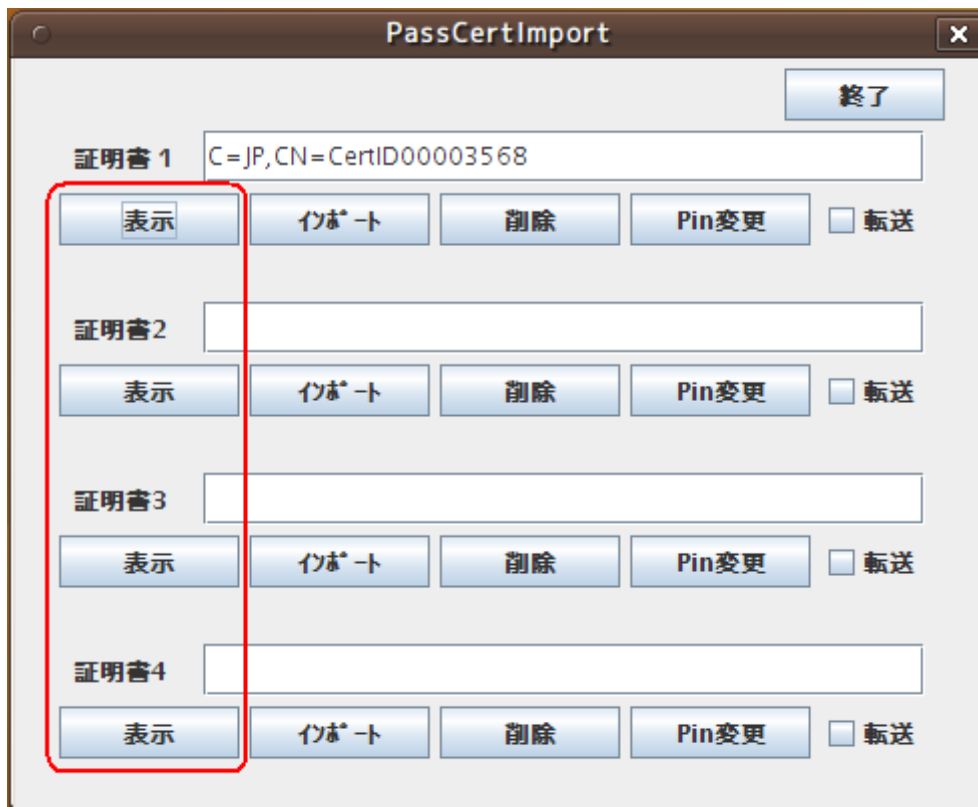 PassCertImport
終了
証明書1 C=JP,CN=CertID00003568
表示 ｲﾝﾎﾟｰﾄ 削除 Pin変更 転送
証明書2
表示 ｲﾝﾎﾟｰﾄ 削除 Pin変更 転送
証明書3
表示 ｲﾝﾎﾟｰﾄ 削除 Pin変更 転送
証明書4
表示 ｲﾝﾎﾟｰﾄ 削除 Pin変更 転送